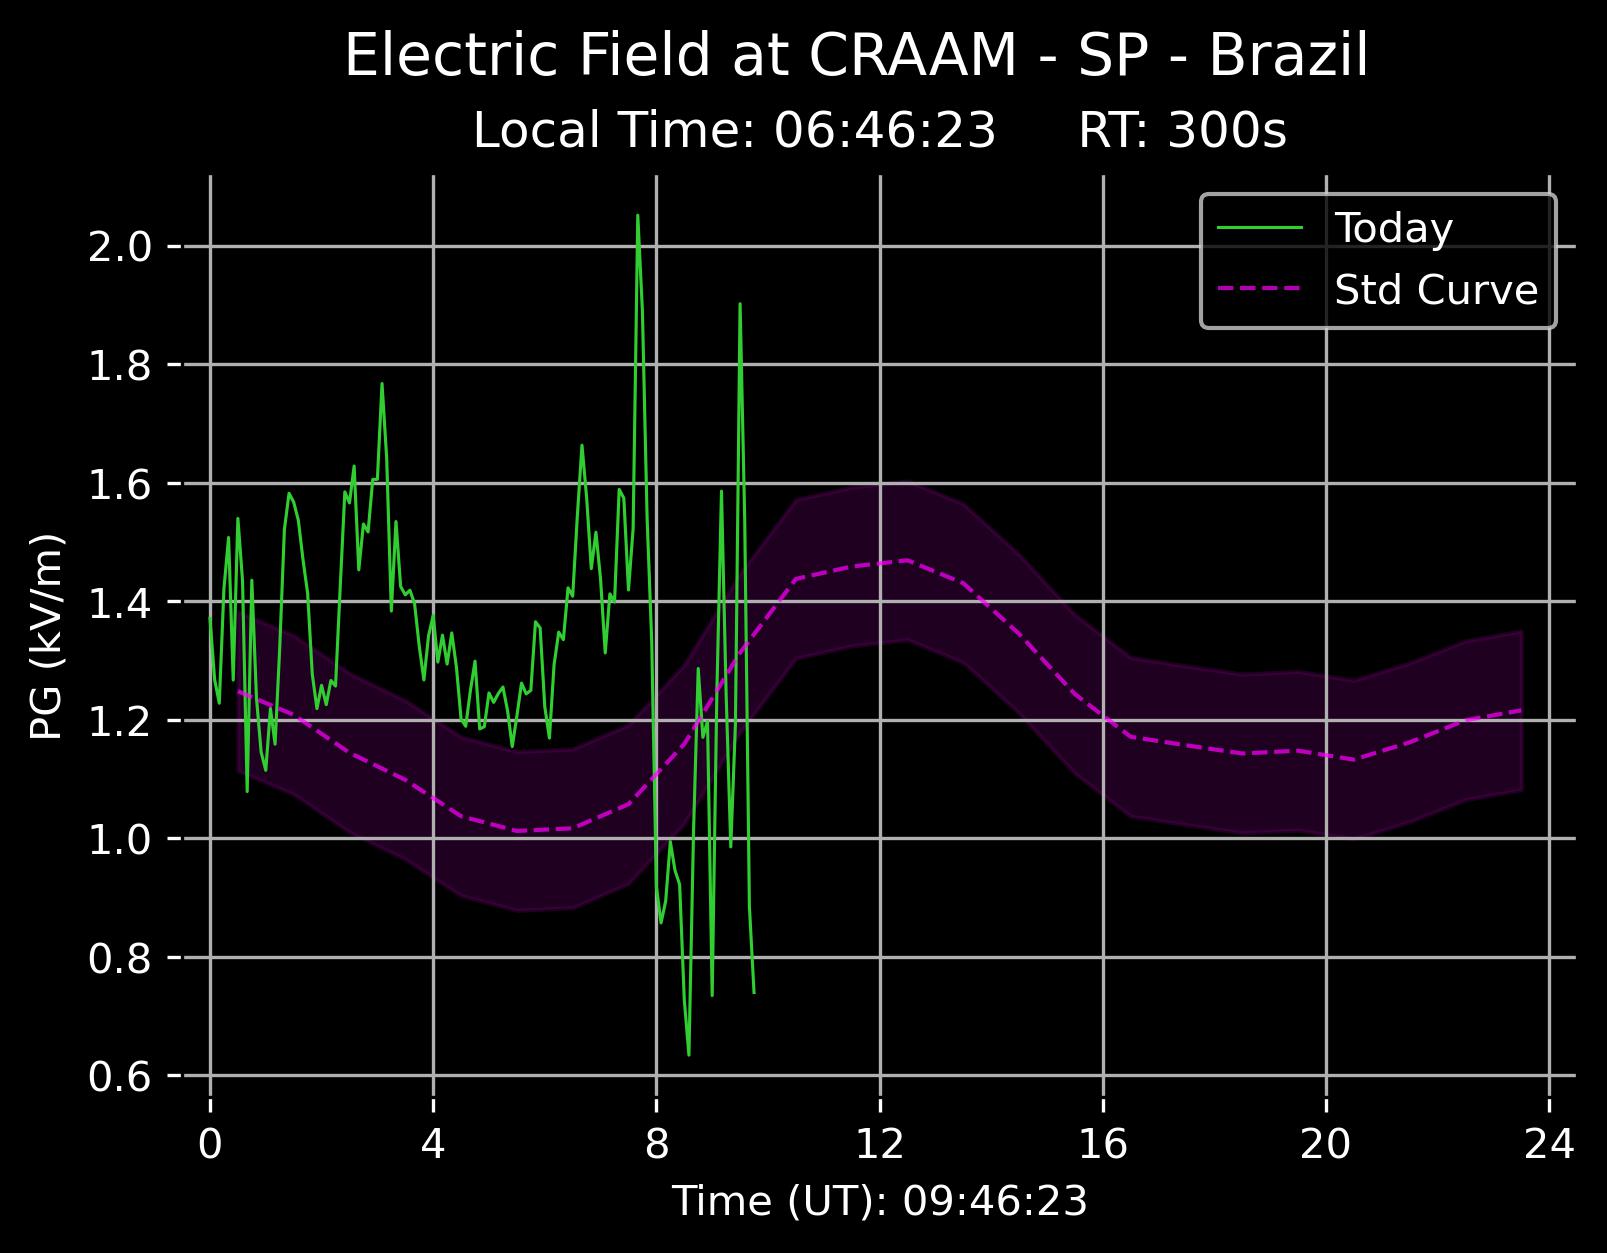 Electric Field at CRAAM - SP - Brazil
Local Time: 06:46:23 RT: 300s
Today
Std Curve
2.0
1.8
1.6
1.4
1.2
1.0
0.8
0.6
PG (kV/m)
0 4 8 12 16 20 24
Time (UT): 09:46:23